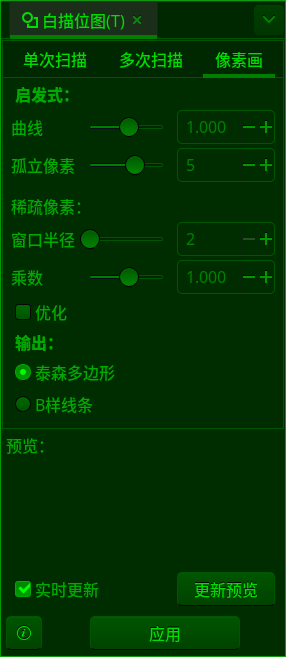 白描位图(T)
单次扫描 多次扫描 像素画
启发式：
曲线 1.000
孤立像素 5
稀疏像素：
窗口半径 2
乘数 1.000
优化
输出：
泰森多边形
B样线条
预览：
实时更新 更新预览
应用